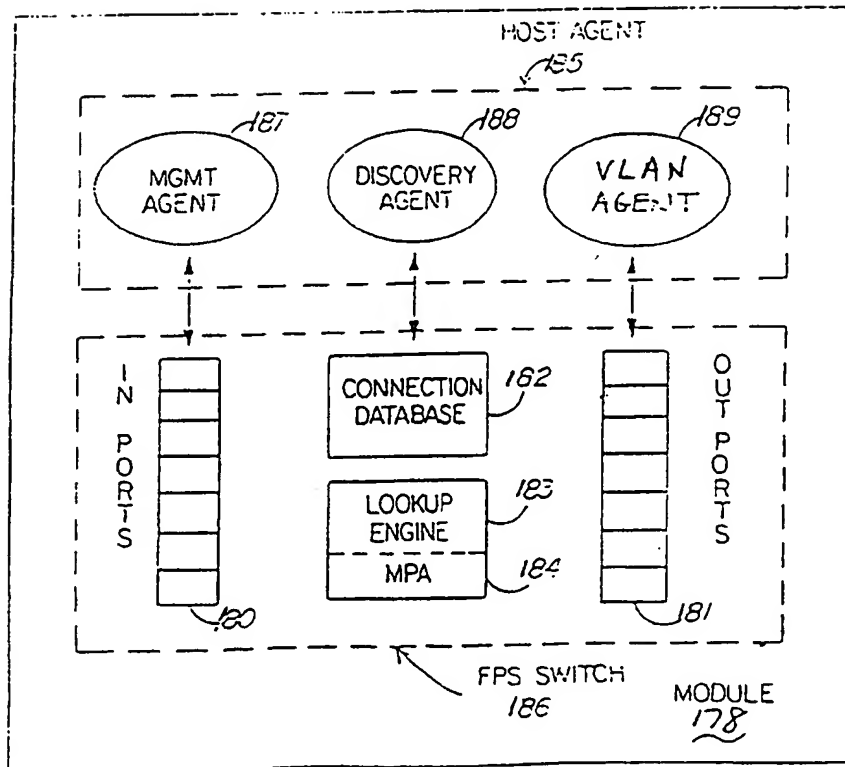 HOST AGENT
185
187
188
189
MGMT
AGENT
DISCOVERY
AGENT
VLAN
AGENT
IN PORTS
CONNECTION
DATABASE
182
OUT PORTS
LOOKUP
ENGINE
183
MPA
184
180
181
FPS SWITCH
186
MODULE
178